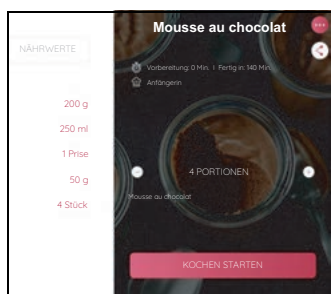 Mousse au chocolat
NÄHRWERTE
Vorbereitung: 0 Min. I Fertig in: 140 Min.
Anfängerin
200 g
250 ml
1 Prise
50 g
4 Stück
4 PORTIONEN
Mousse au chocolat
KOCHEN STARTEN